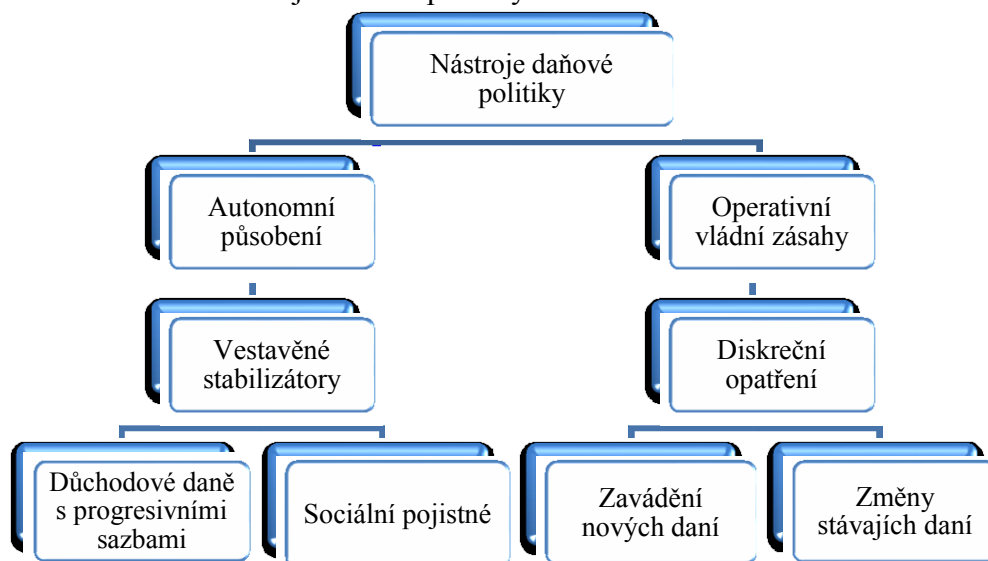 Nástroje daňové
politiky
Autonomní
působení
Operativní
vládní zásahy
Vestavěné
stabilizátory
Diskreční
opatření
Důchodové daně
s progresivními
sazbami
Sociální pojistné
Zavádění
nových daní
Změny
stávajích daní